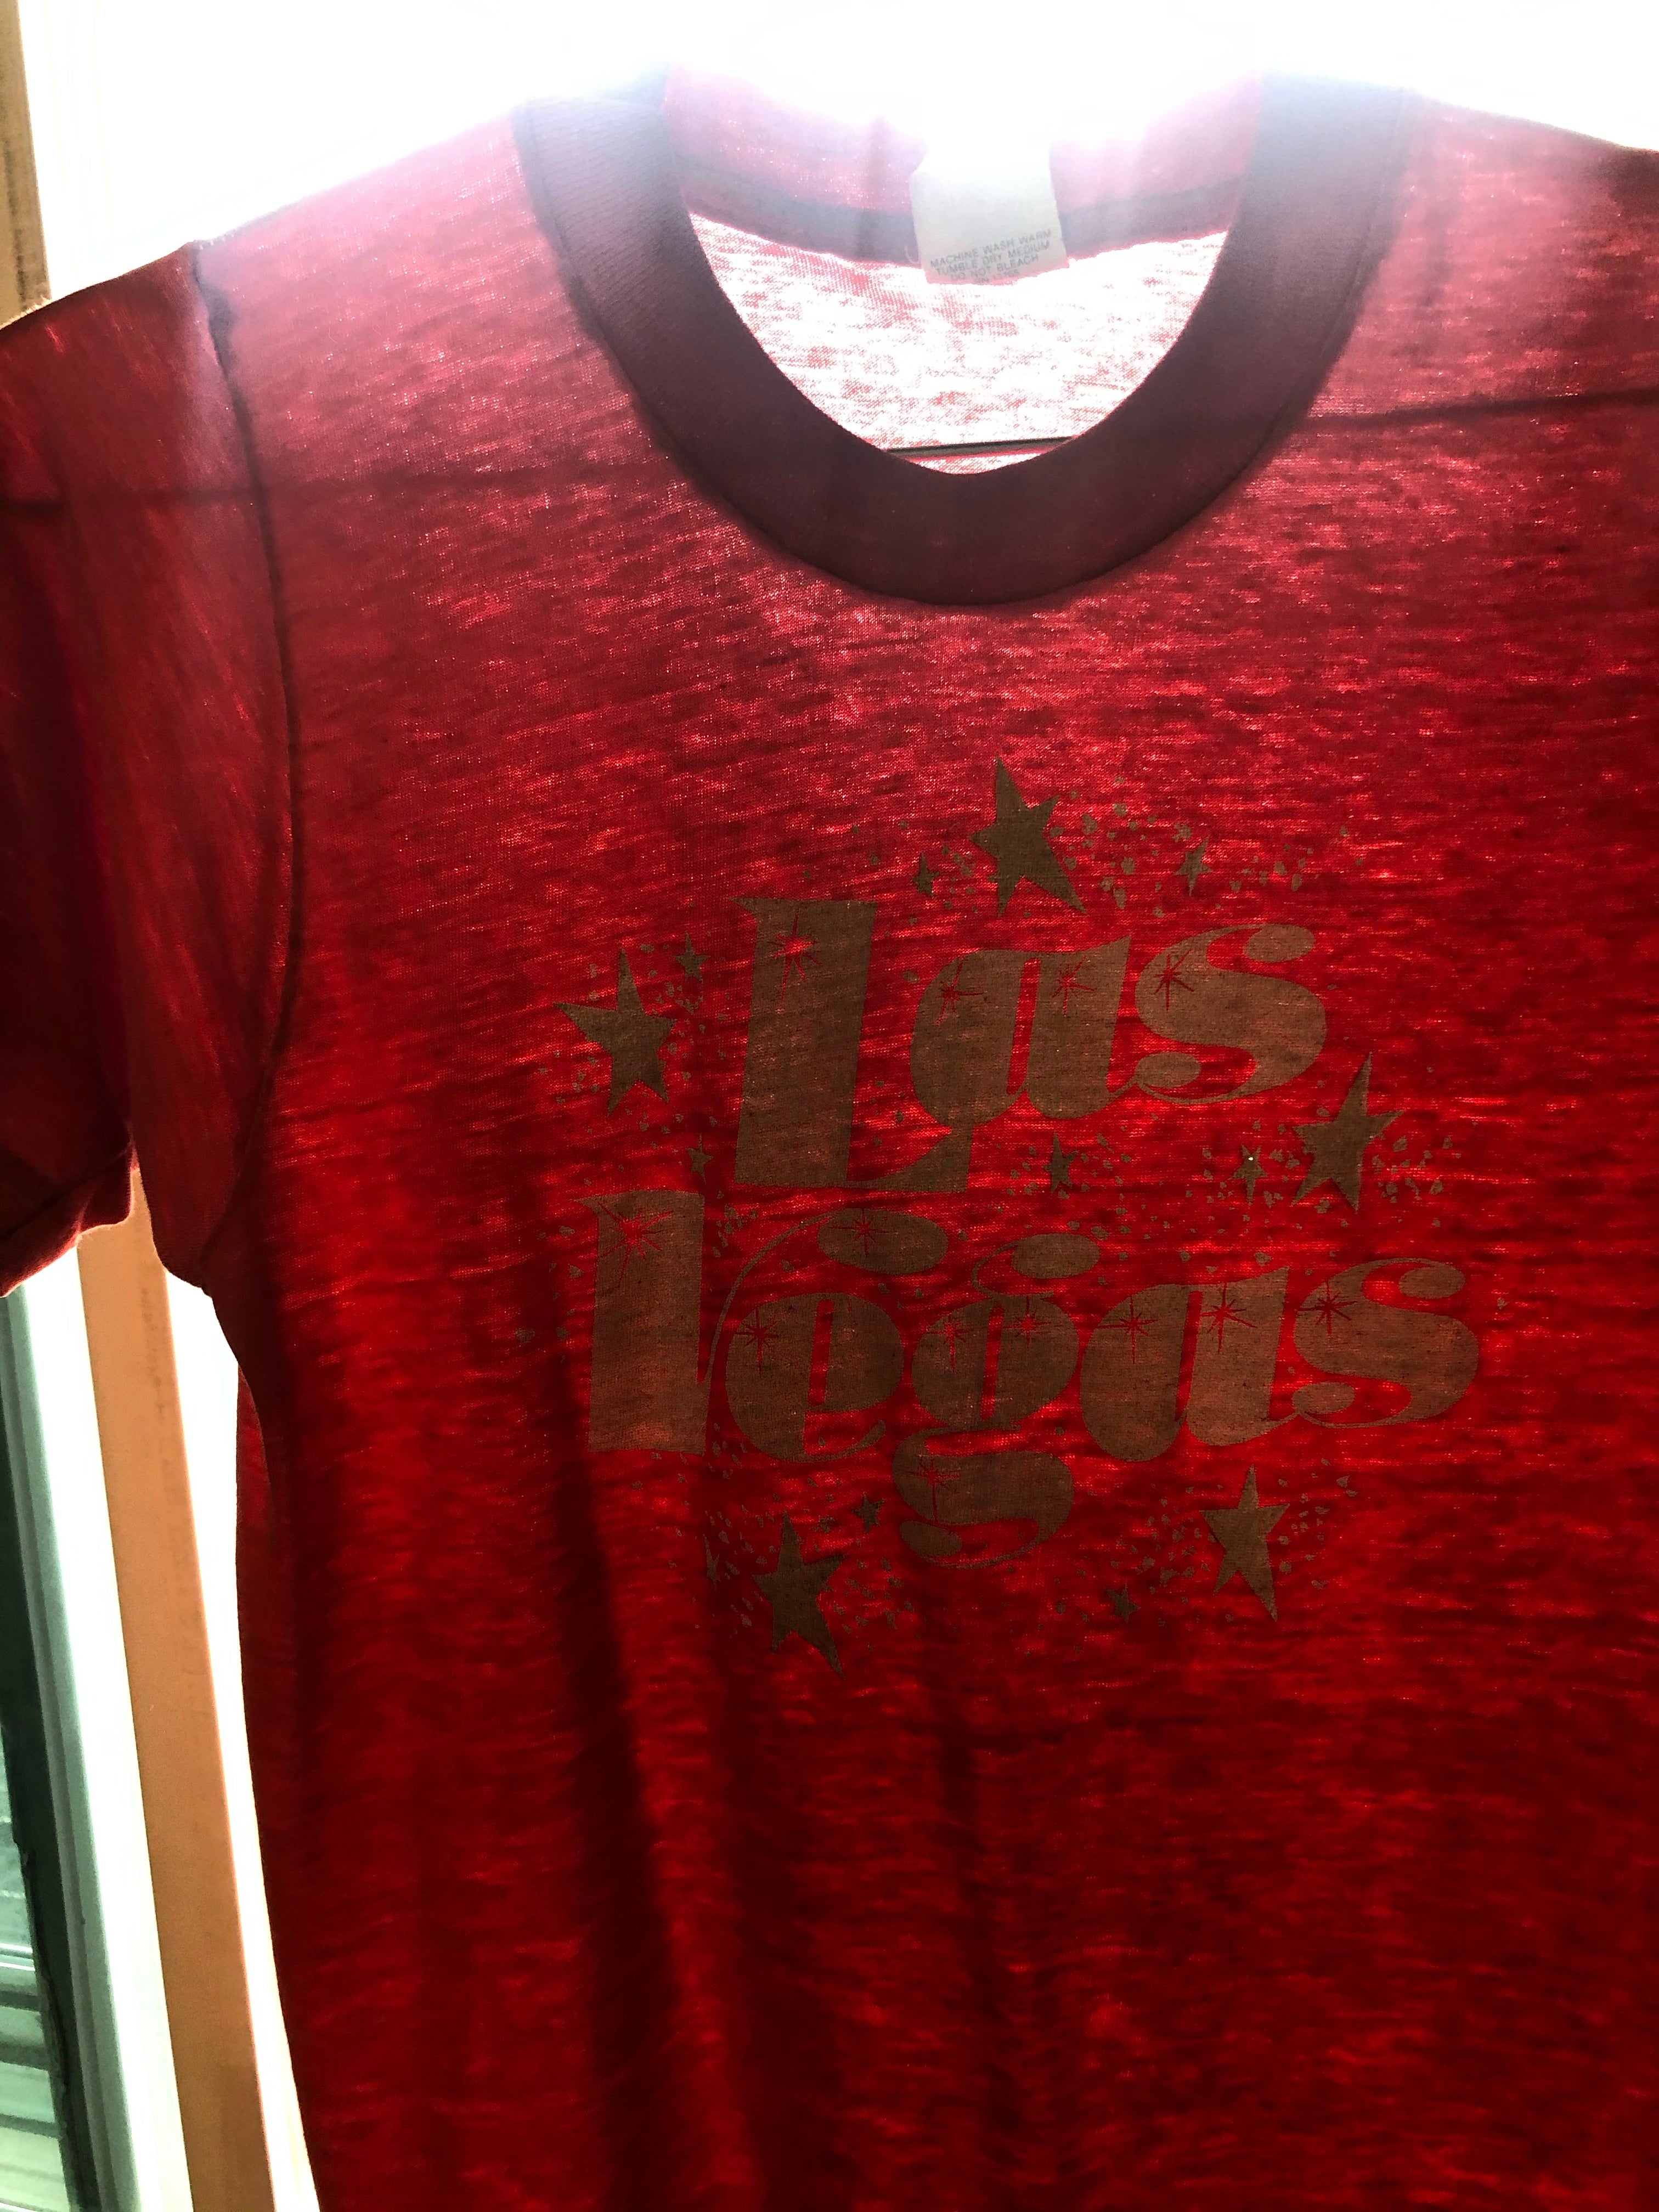 MACHINE WASH WARM
TUMBLE DRY MEDIUM
DO NOT BLEACH
Las
Vegas